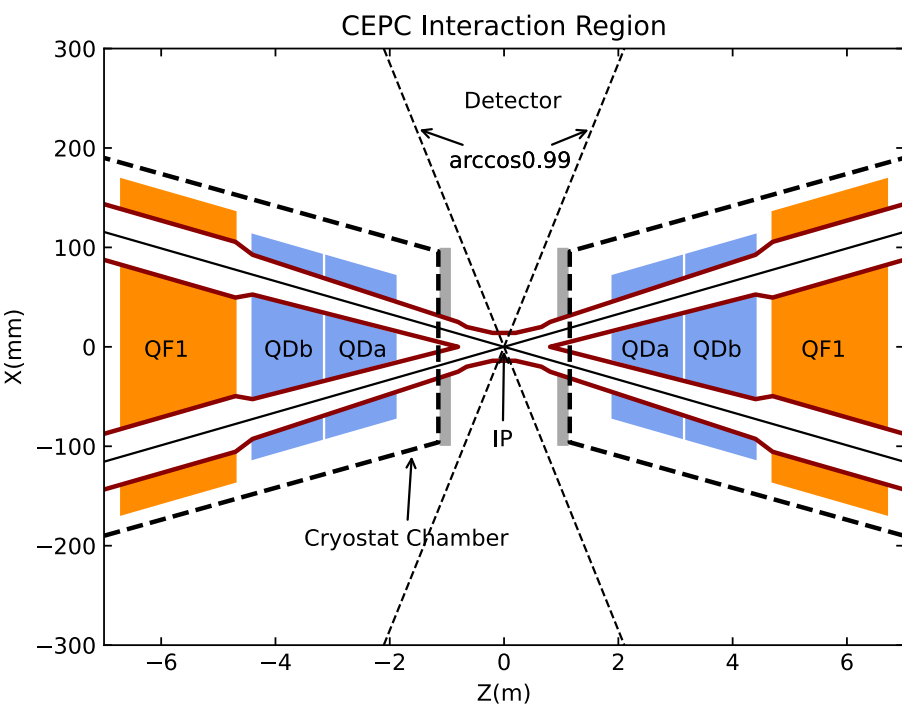 CEPC Interaction Region
300
Detector
arccos0.99
200
100
X(mm)
0
QF1
QDb
QDa
QDa
QDb
QF1
IP
−100
Cryostat Chamber
−200
−300
−6
−4
−2
0
2
4
6
Z(m)